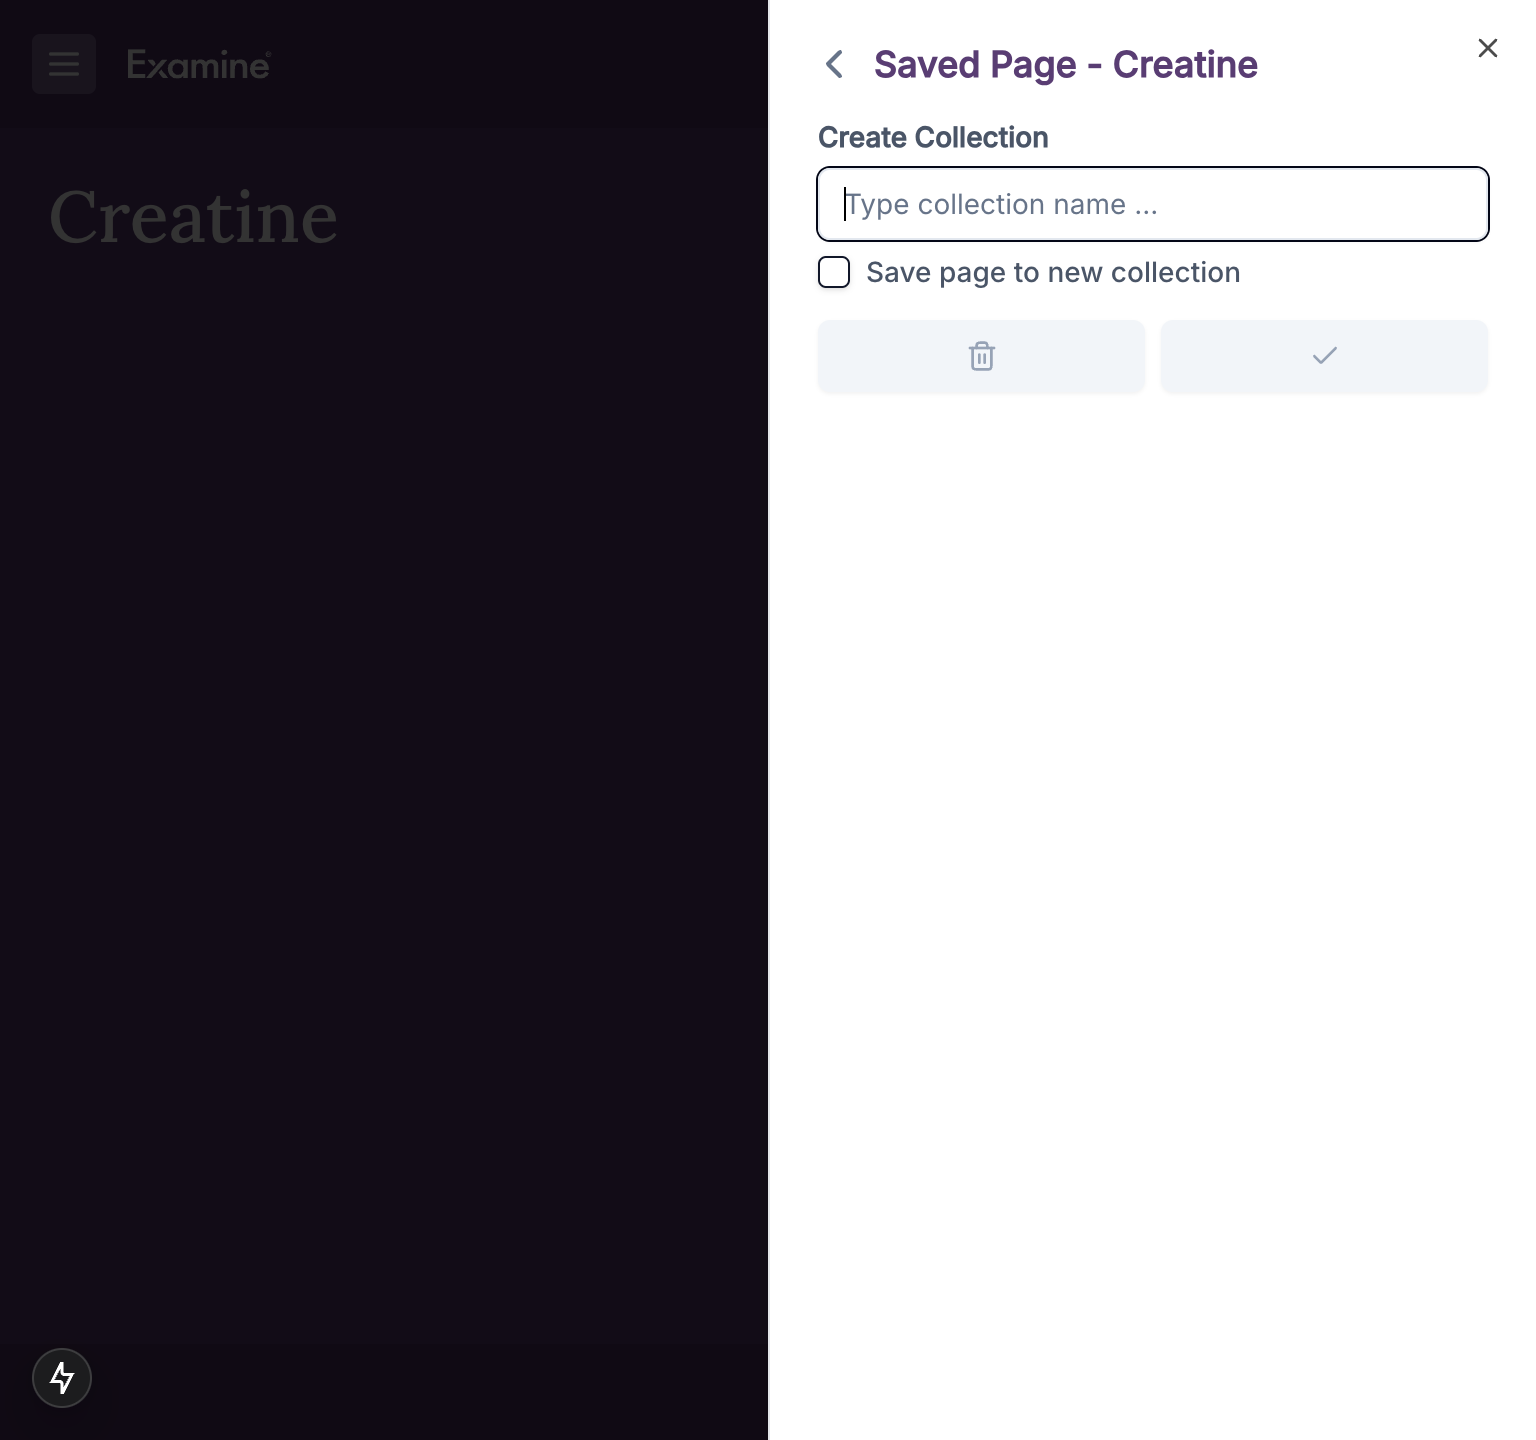 Examine®
Creatine
Saved Page - Creatine
Create Collection
Type collection name ...
Save page to new collection